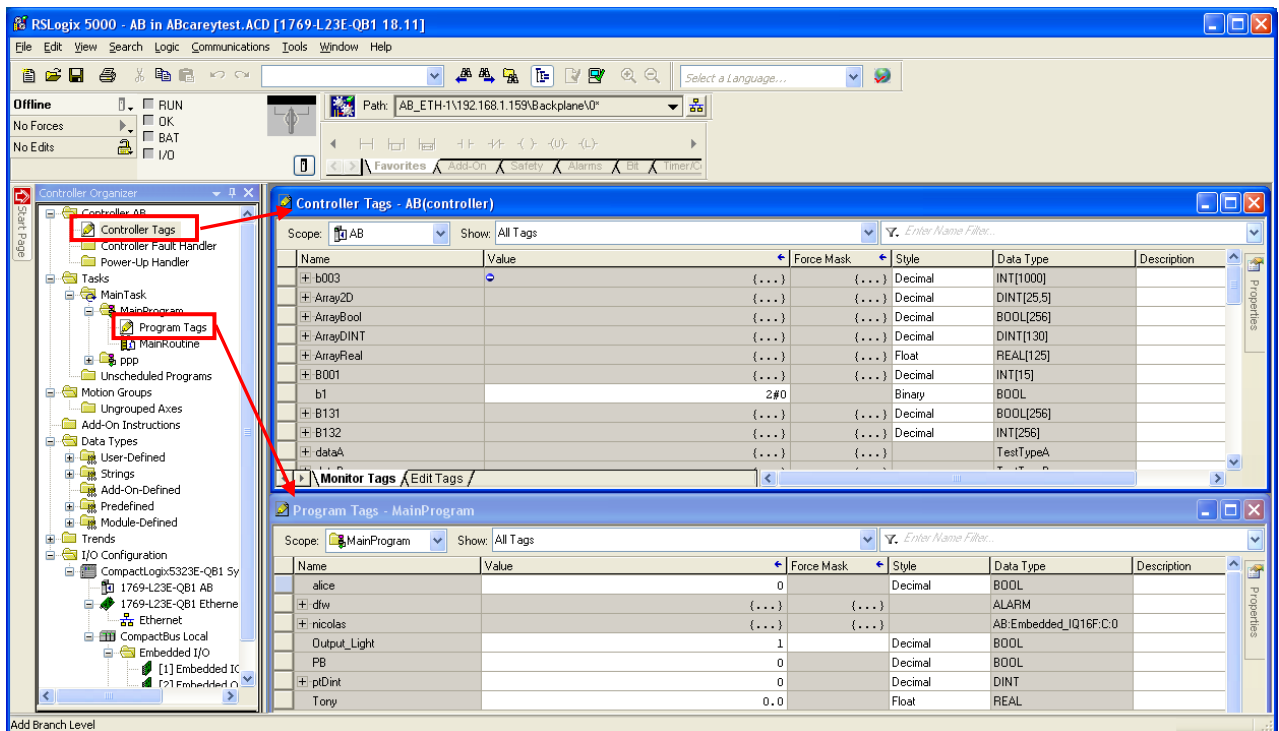 RSLogix 5000 - AB in ABcareytest.ACD [1769-L23E-QB1 18.11]
File Edit View Search Logic Communications Tools Window Help
Select a Language...
Offline
RUN
No Forces
OK
BAT
No Edits
I/O
Path: AB_ETH-1\192.168.1.159\Backplane\0*
Favorites Add-On Safety Alarms Bit Timer/C
Start Page
Controller Organizer
Controller AB
Controller Tags
Controller Fault Handler
Power-Up Handler
Tasks
MainTask
MainProgram
Program Tags
MainRoutine
ppp
Unscheduled Programs
Motion Groups
Ungrouped Axes
Add-On Instructions
Data Types
User-Defined
Strings
Add-On-Defined
Predefined
Module-Defined
Trends
I/O Configuration
CompactLogix5323E-QB1 Sy
1769-L23E-QB1 AB
1769-L23E-QB1 Etherne
Ethernet
CompactBus Local
Embedded I/O
[1] Embedded IQ
[2] Embedded O
Controller Tags - AB(controller)
Scope: AB Show: All Tags Enter Name Filter...
Name Value Force Mask Style Data Type Description
b003 {...} {...} Decimal INT[1000]
Array2D {...} {...} Decimal DINT[25,5]
ArrayBool {...} {...} Decimal BOOL[256]
ArrayDINT {...} {...} Decimal DINT[130]
ArrayReal {...} {...} Float REAL[125]
B001 {...} {...} Decimal INT[15]
b1 2#0 Binary BOOL
B131 {...} {...} Decimal BOOL[256]
B132 {...} {...} Decimal INT[256]
dataA {...} {...} TestTypeA
Monitor Tags Edit Tags
Properties
Program Tags - MainProgram
Scope: MainProgram Show: All Tags Enter Name Filter...
Name Value Force Mask Style Data Type Description
alice 0 Decimal BOOL
dfw {...} {...} ALARM
nicolas {...} {...} AB:Embedded_IQ16F:C:0
Output_Light 1 Decimal BOOL
PB 0 Decimal BOOL
ptDint 0 Decimal DINT
Tony 0.0 Float REAL
Properties
Add Branch Level